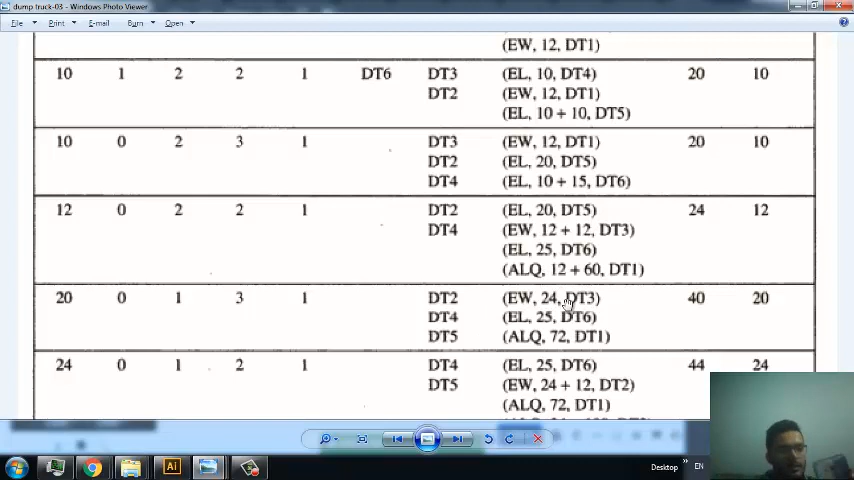 dump truck-03 - Windows Photo Viewer
File Print E-mail Burn Open
(EW, 12, DT1)
10 1 2 2 1 DT6 DT3 (EL, 10, DT4) 20 10
DT2 (EW, 12, DT1)
(EL, 10 + 10, DT5)
10 0 2 3 1 DT3 (EW, 12, DT1) 20 10
DT2 (EL, 20, DT5)
DT4 (EL, 10 + 15, DT6)
12 0 2 2 1 DT2 (EL, 20, DT5) 24 12
DT4 (EW, 12 + 12, DT3)
(EL, 25, DT6)
(ALQ, 12 + 60, DT1)
20 0 1 3 1 DT2 (EW, 24, DT3) 40 20
DT4 (EL, 25, DT6)
DT5 (ALQ, 72, DT1)
24 0 1 2 1 DT4 (EL, 25, DT6) 44 24
DT5 (EW, 24 + 12, DT2)
(ALQ, 72, DT1)
Ai Desktop EN